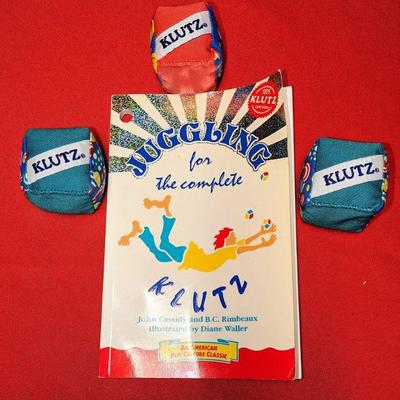 KLUTZ
KLUTZ
KLUTZ
KLUTZ
JUGGLING
for
the complete
KLUTZ
John Cassidy and B.C. Rimbeaux
Illustrated by Diane Waller
AN AMERICAN
POP CULTURE CLASSIC